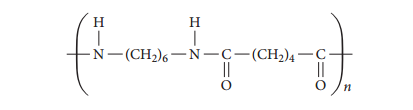 H H
N—(CH₂)₆—N—C—(CH₂)₄—C
O O
n